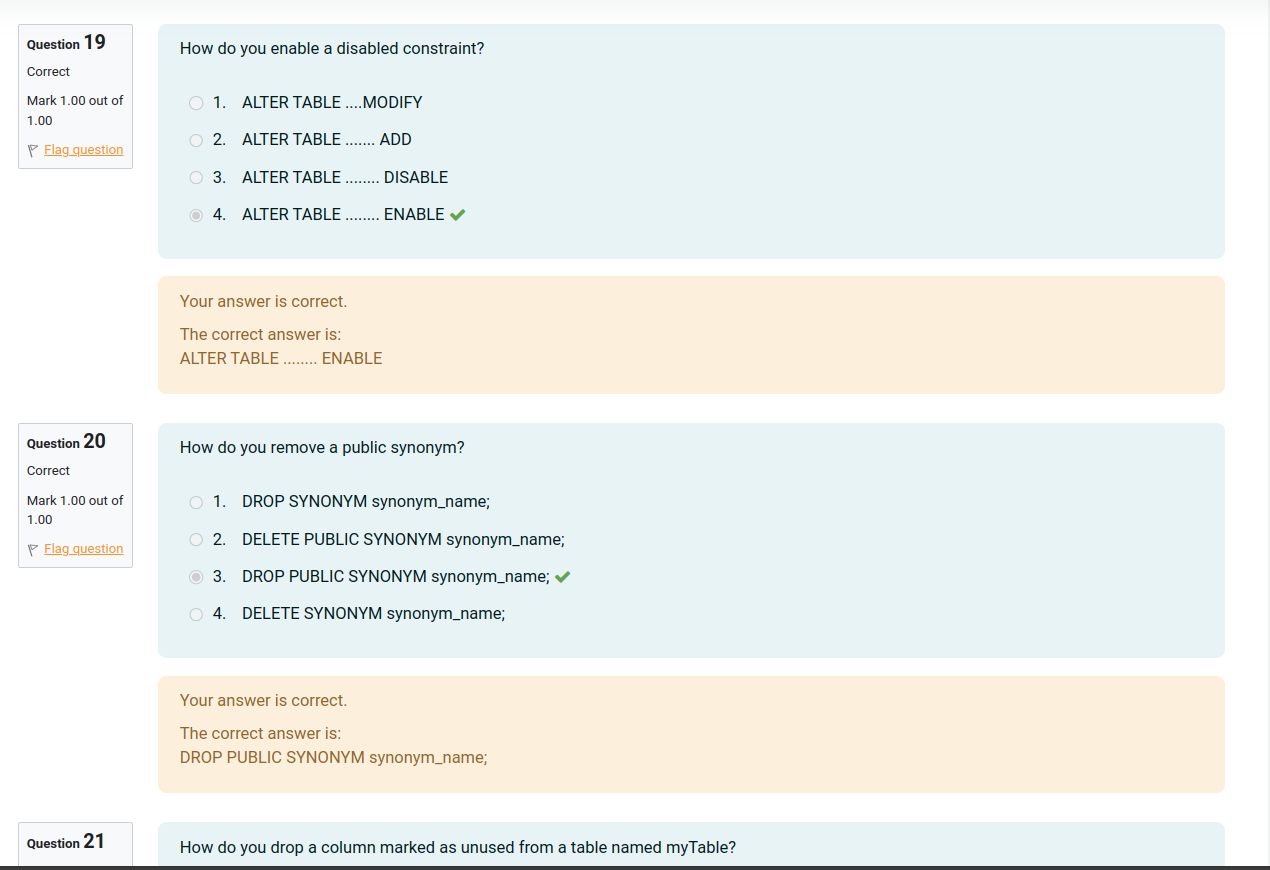 Question 19
Correct
Mark 1.00 out of
1.00
Flag question
How do you enable a disabled constraint?
1. ALTER TABLE ....MODIFY
2. ALTER TABLE ....... ADD
3. ALTER TABLE ........ DISABLE
4. ALTER TABLE ........ ENABLE
Your answer is correct.
The correct answer is:
ALTER TABLE ........ ENABLE
Question 20
Correct
Mark 1.00 out of
1.00
Flag question
How do you remove a public synonym?
1. DROP SYNONYM synonym_name;
2. DELETE PUBLIC SYNONYM synonym_name;
3. DROP PUBLIC SYNONYM synonym_name;
4. DELETE SYNONYM synonym_name;
Your answer is correct.
The correct answer is:
DROP PUBLIC SYNONYM synonym_name;
Question 21
How do you drop a column marked as unused from a table named myTable?